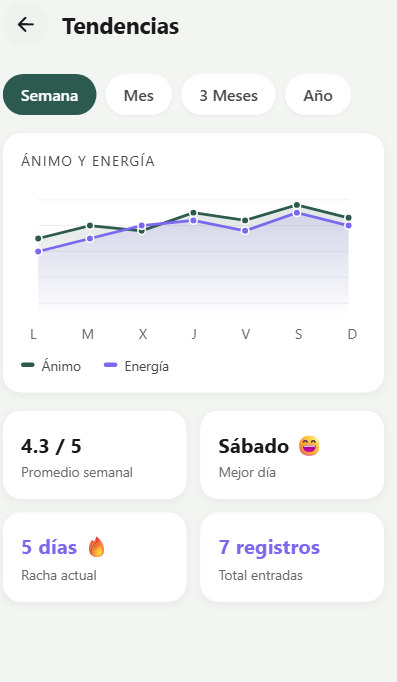 Tendencias
Semana Mes 3 Meses Año
ÁNIMO Y ENERGÍA
L M X J V S D
Ánimo Energía
4.3 / 5
Promedio semanal
Sábado 😄
Mejor día
5 días 🔥
Racha actual
7 registros
Total entradas